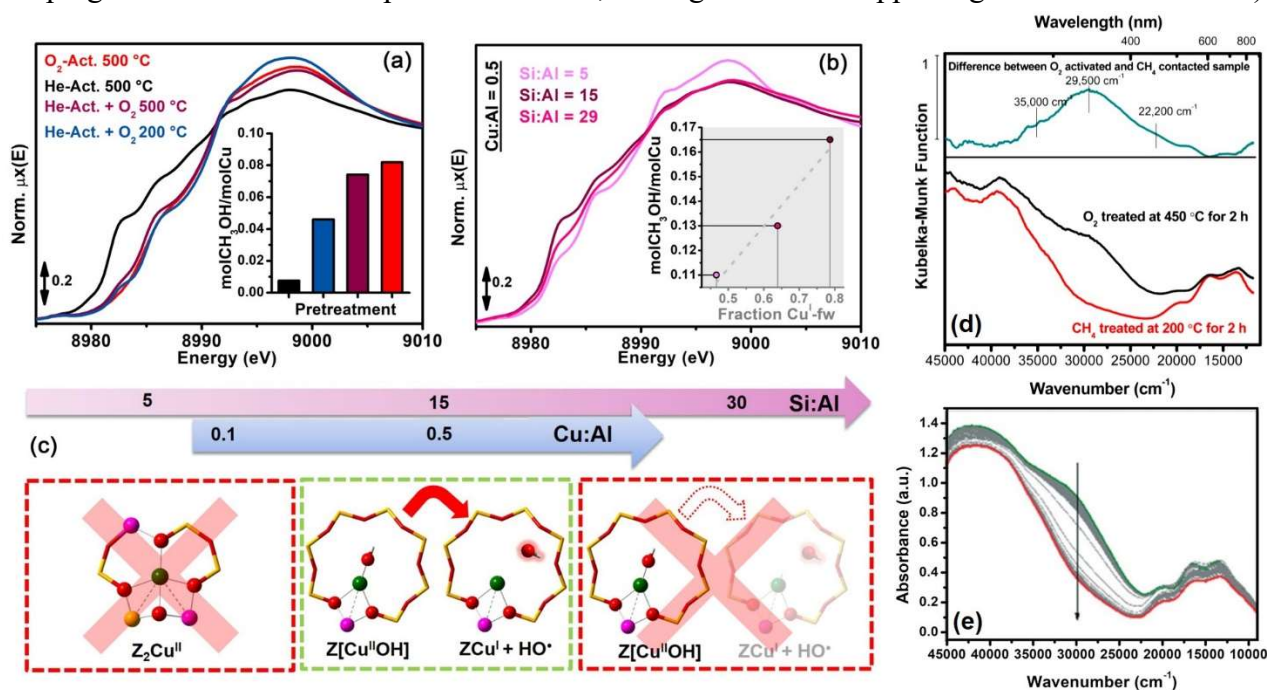 (a)
O₂-Act. 500 °C
He-Act. 500 °C
He-Act. + O₂ 500 °C
He-Act. + O₂ 200 °C
Norm. μx(E)
0.2
molCH₃OH/molCu
0.10
0.08
0.06
0.04
0.02
0.00
Pretreatment
8980 8990 9000 9010
Energy (eV)
(b)
Cu:Al = 0.5
Si:Al = 5
Si:Al = 15
Si:Al = 29
Norm. μx(E)
0.2
molCH₃OH/molCu
0.17
0.16
0.15
0.14
0.13
0.12
0.11
0.5 0.6 0.7 0.8
Fraction Cuᴵ-fw
8980 8990 9000 9010
Energy (eV)
Wavelength (nm)
400 600 800
1
Difference between O₂ activated and CH₄ contacted sample
29,500 cm⁻¹
35,000 cm⁻¹
22,200 cm⁻¹
Kubelka-Munk Function
O₂ treated at 450 °C for 2 h
(d)
CH₄ treated at 200 °C for 2 h
45000 40000 35000 30000 25000 20000 15000
Wavenumber (cm⁻¹)
5 15 30 Si:Al
0.1 0.5 Cu:Al
(c)
Z₂Cuᴵᴵ
Z[CuᴵᴵOH] ZCuᴵ + HO•
Z[CuᴵᴵOH] ZCuᴵ + HO•
Absorbance (a.u.)
1.4
1.2
1.0
0.8
0.6
0.4
0.2
0.0
(e)
45000 40000 35000 30000 25000 20000 15000 10000
Wavenumber (cm⁻¹)